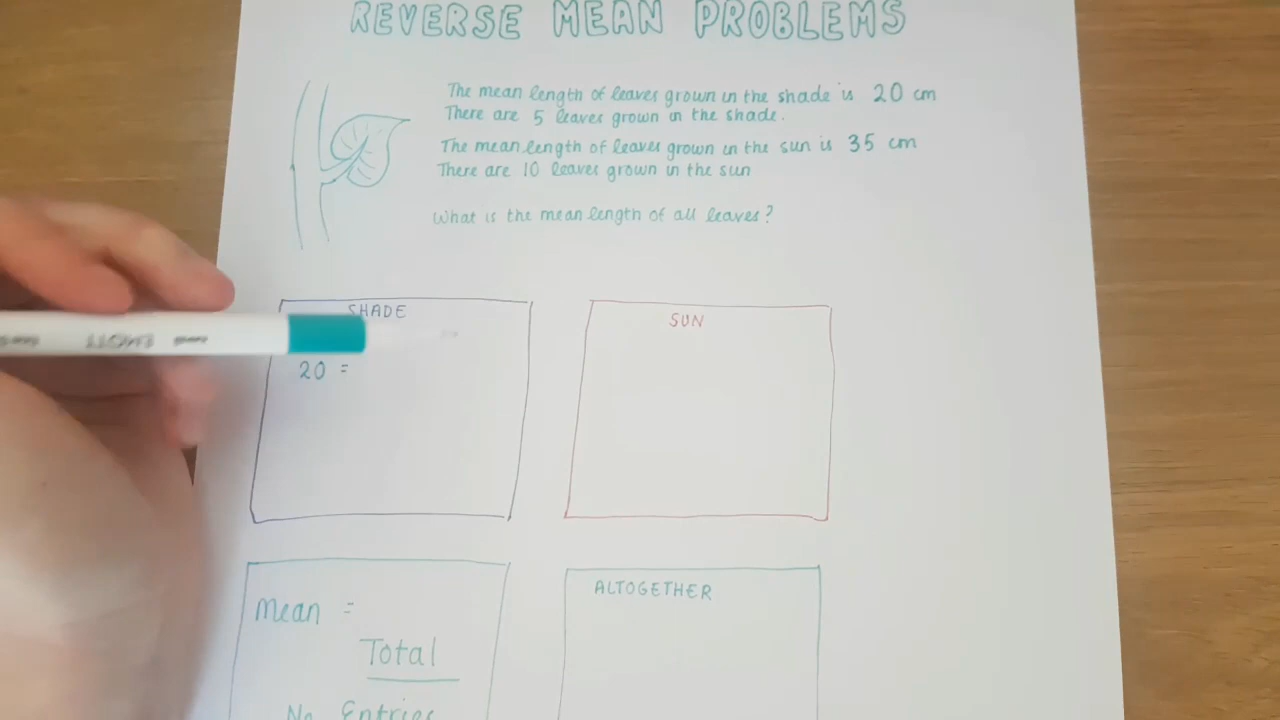 REVERSE MEAN PROBLEMS
The mean length of leaves grown in the shade is 20 cm
There are 5 leaves grown in the shade.
The mean length of leaves grown in the sun is 35 cm
There are 10 leaves grown in the sun
What is the mean length of all leaves?
SHADE
20 =
SUN
EMOTT
Mean =
Total
No Entries
ALTOGETHER